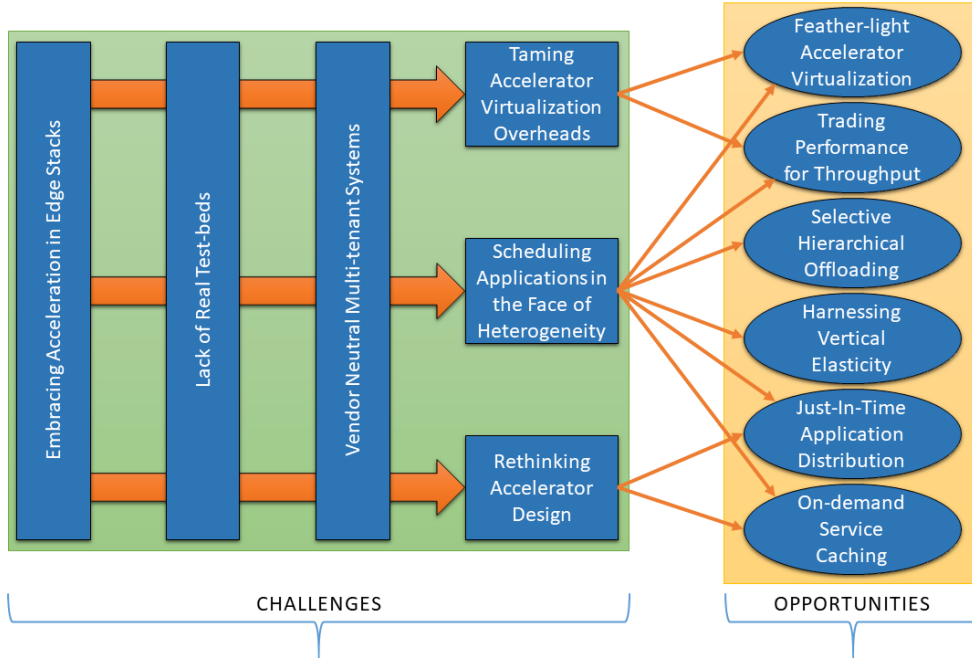 Embracing Acceleration in Edge Stacks
Lack of Real Test-beds
Vendor Neutral Multi-tenant Systems
Taming
Accelerator
Virtualization
Overheads
Scheduling
Applications in
the Face of
Heterogeneity
Rethinking
Accelerator
Design
Feather-light
Accelerator
Virtualization
Trading
Performance
for Throughput
Selective
Hierarchical
Offloading
Harnessing
Vertical
Elasticity
Just-In-Time
Application
Distribution
On-demand
Service
Caching
CHALLENGES
OPPORTUNITIES